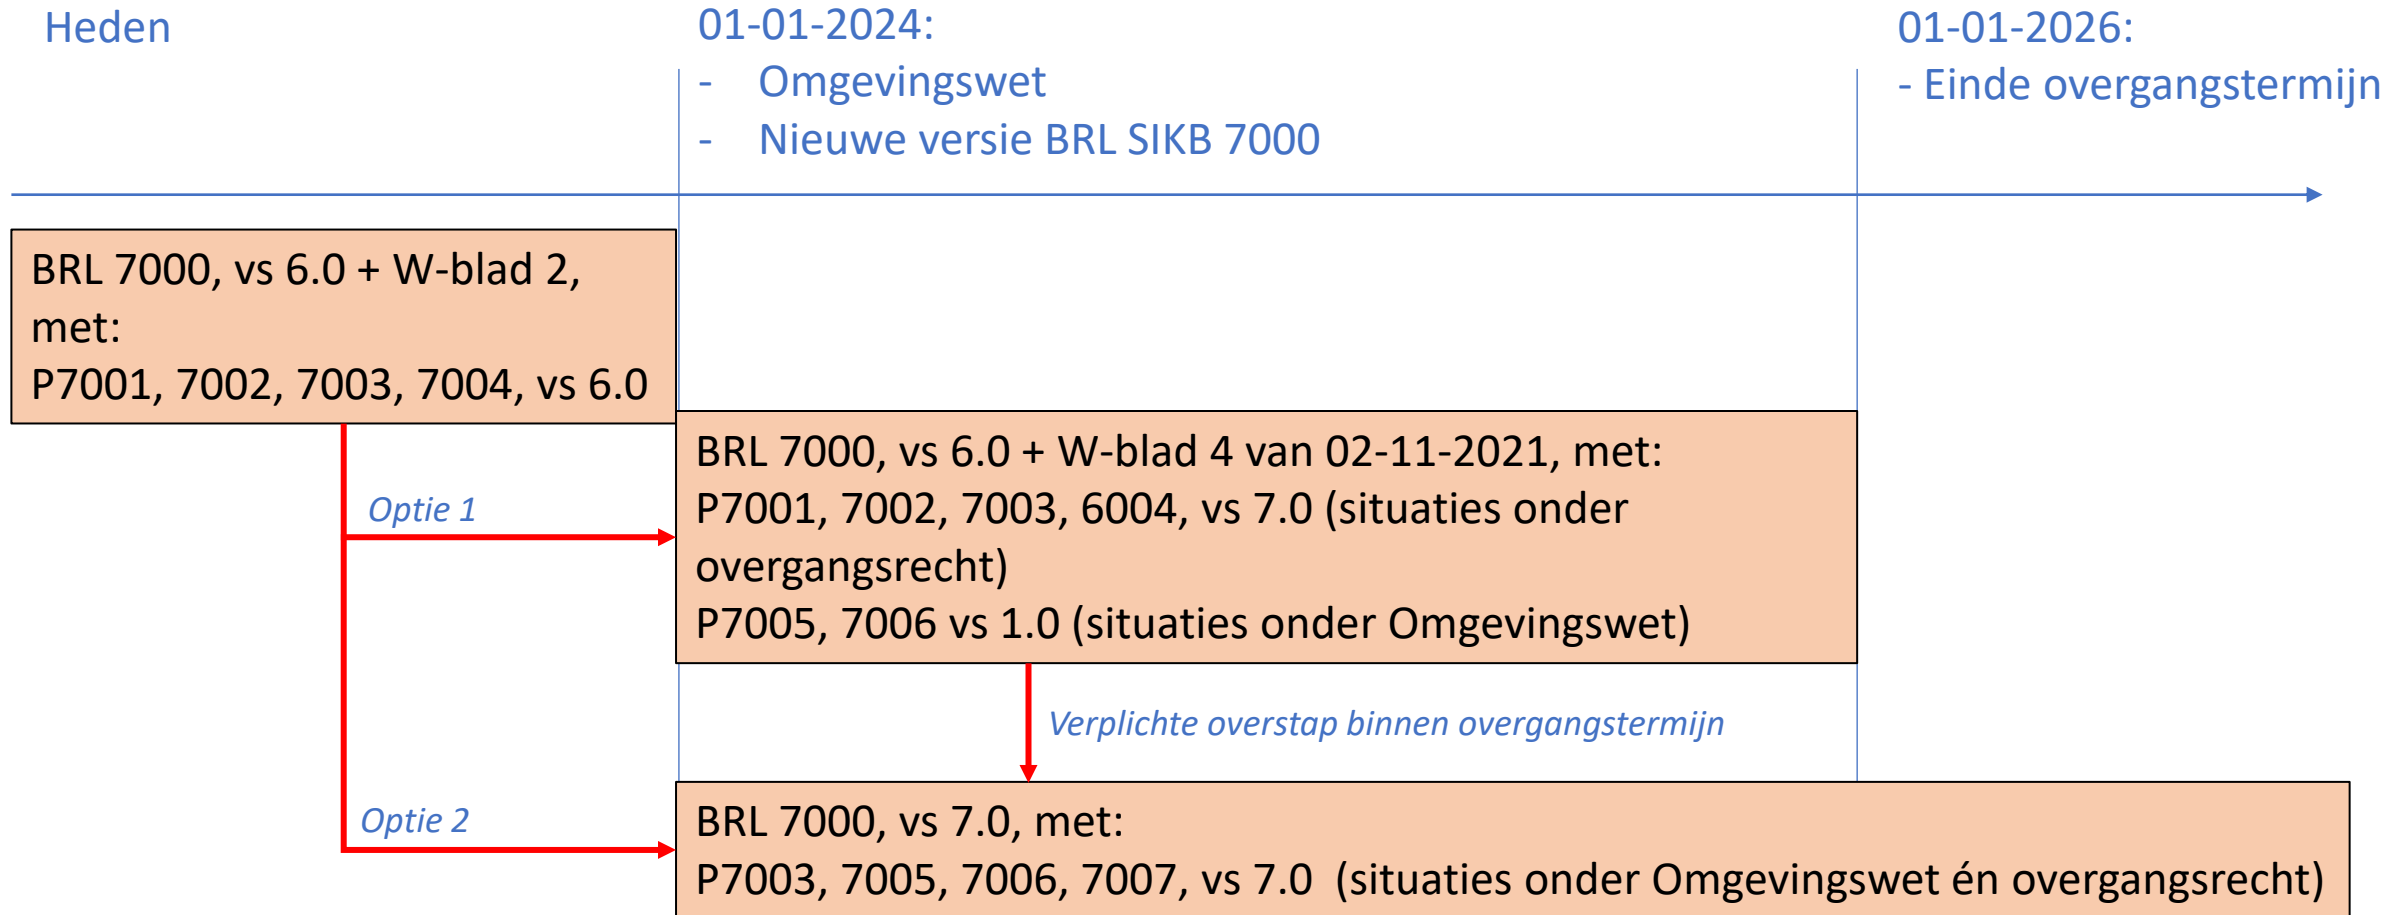 Heden
01-01-2024:
- Omgevingswet
- Nieuwe versie BRL SIKB 7000
01-01-2026:
- Einde overgangstermijn
BRL 7000, vs 6.0 + W-blad 2,
met:
P7001, 7002, 7003, 7004, vs 6.0
Optie 1
BRL 7000, vs 6.0 + W-blad 4 van 02-11-2021, met:
P7001, 7002, 7003, 6004, vs 7.0 (situaties onder
overgangsrecht)
P7005, 7006 vs 1.0 (situaties onder Omgevingswet)
Verplichte overstap binnen overgangstermijn
Optie 2
BRL 7000, vs 7.0, met:
P7003, 7005, 7006, 7007, vs 7.0 (situaties onder Omgevingswet én overgangsrecht)